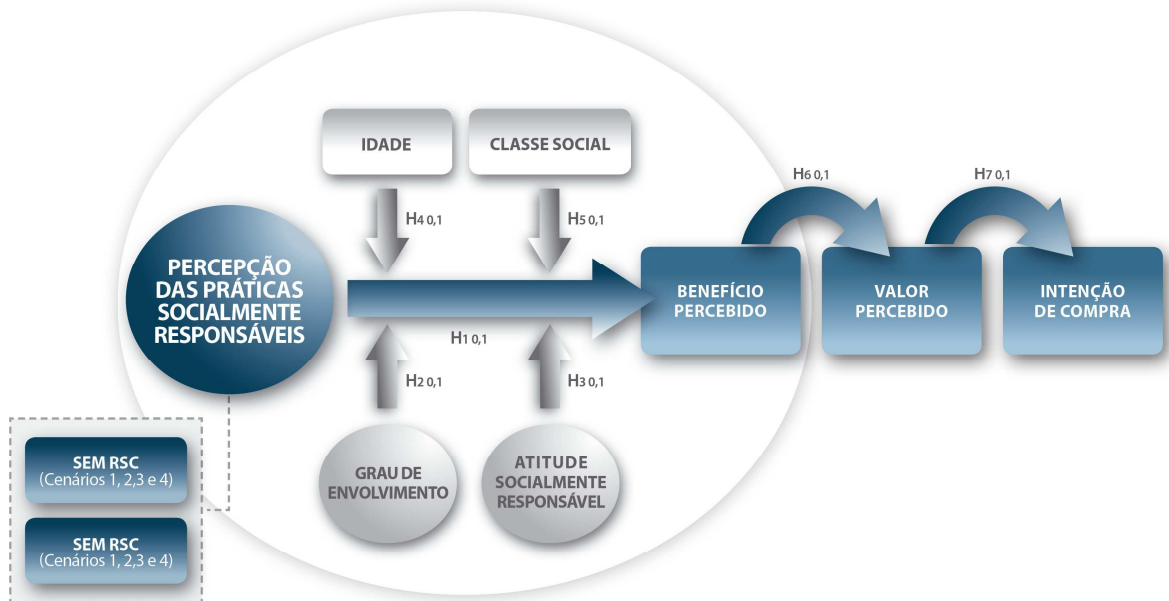 IDADE
CLASSE SOCIAL
H4 0,1
H5 0,1
H6 0,1
H7 0,1
PERCEPÇÃO
DAS PRÁTICAS
SOCIALMENTE
RESPONSÁVEIS
BENEFÍCIO
PERCEBIDO
VALOR
PERCEBIDO
INTENÇÃO
DE COMPRA
H1 0,1
H2 0,1
H3 0,1
GRAU DE
ENVOLVIMENTO
ATITUDE
SOCIALMENTE
RESPONSÁVEL
SEM RSC
(Cenários 1, 2,3 e 4)
SEM RSC
(Cenários 1, 2,3 e 4)